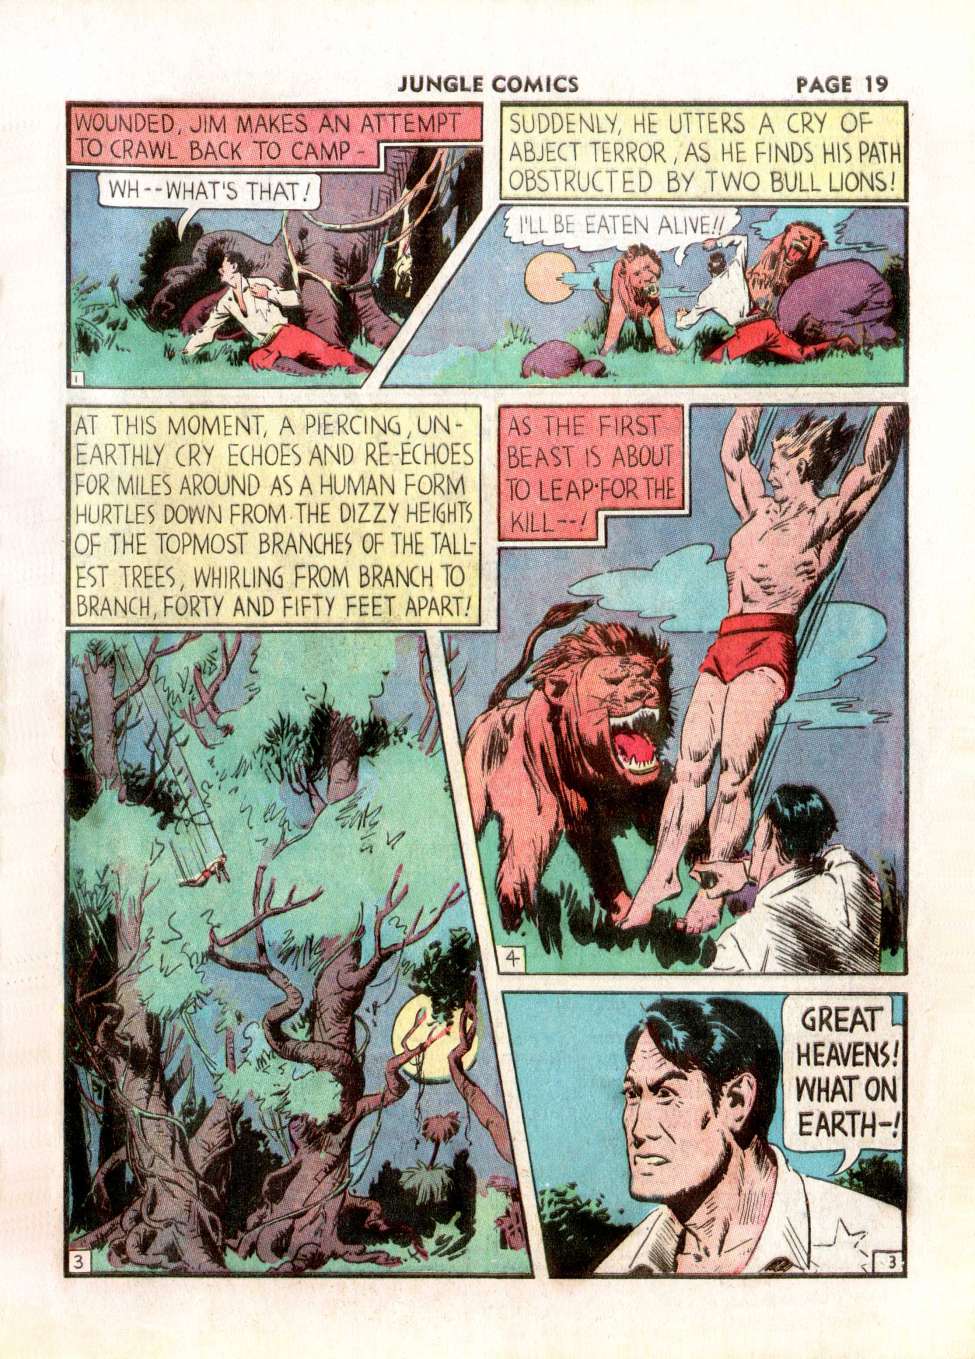 JUNGLE COMICS
PAGE 19
WOUNDED, JIM MAKES AN ATTEMPT
TO CRAWL BACK TO CAMP-
WH--WHAT'S THAT!
1
SUDDENLY, HE UTTERS A CRY OF
ABJECT TERROR, AS HE FINDS HIS PATH
OBSTRUCTED BY TWO BULL LIONS!
I'LL BE EATEN ALIVE!!
AT THIS MOMENT, A PIERCING, UN-
EARTHLY CRY ECHOES AND RE-ECHOES
FOR MILES AROUND AS A HUMAN FORM
HURTLES DOWN FROM THE DIZZY HEIGHTS
OF THE TOPMOST BRANCHES OF THE TALL-
EST TREES, WHIRLING FROM BRANCH TO
BRANCH, FORTY AND FIFTY FEET APART!
3
AS THE FIRST
BEAST IS ABOUT
TO LEAP FOR THE
KILL--!
4
GREAT
HEAVENS!
WHAT ON
EARTH-!
3